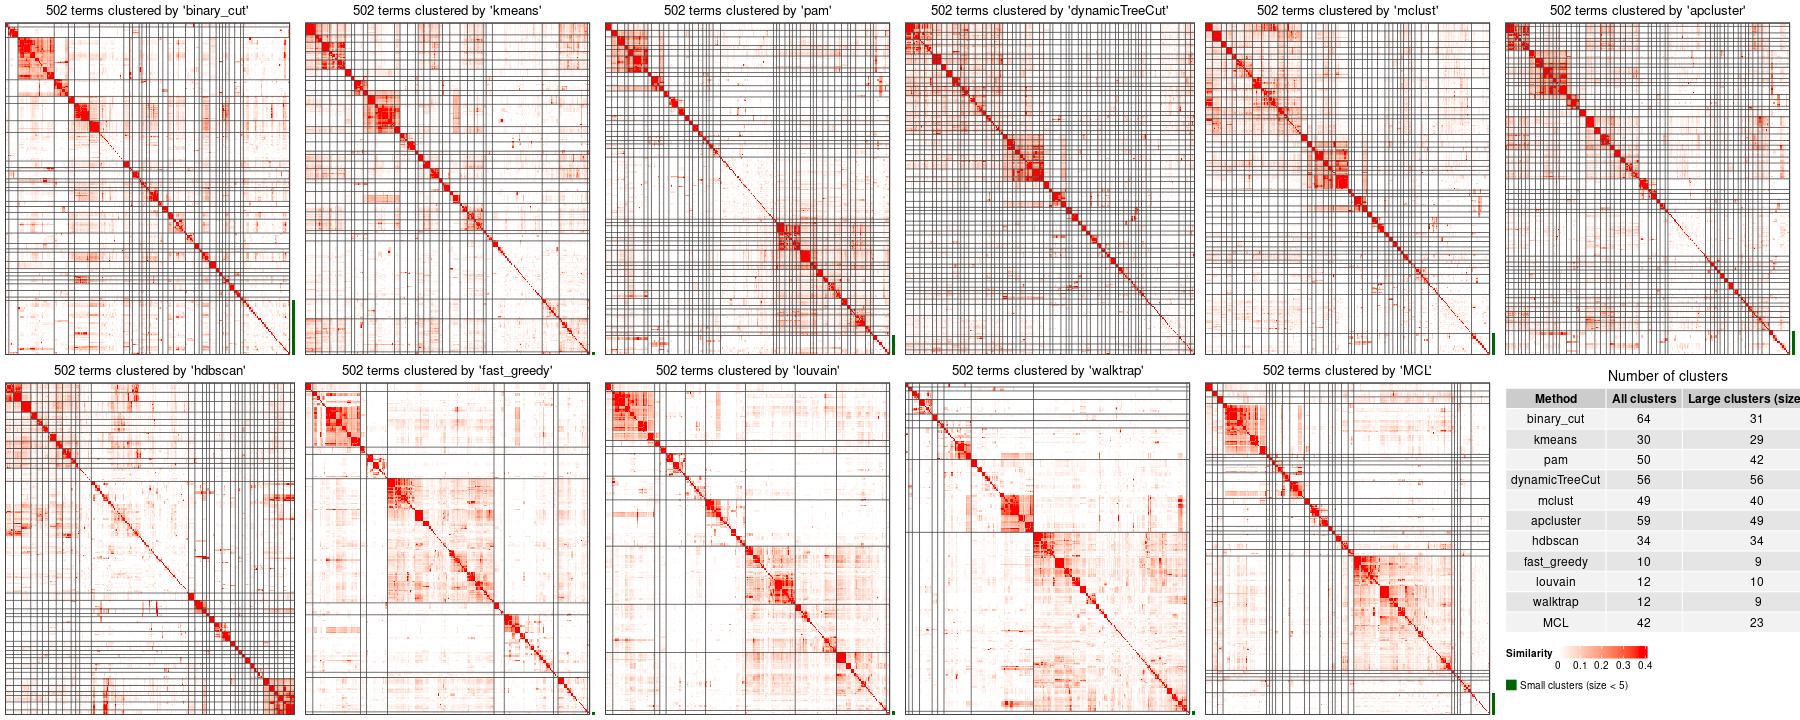 502 terms clustered by 'binary_cut'
502 terms clustered by 'kmeans'
502 terms clustered by 'pam'
502 terms clustered by 'dynamicTreeCut'
502 terms clustered by 'mclust'
502 terms clustered by 'apcluster'
502 terms clustered by 'hdbscan'
502 terms clustered by 'fast_greedy'
502 terms clustered by 'louvain'
502 terms clustered by 'walktrap'
502 terms clustered by 'MCL'
Number of clusters
Method All clusters Large clusters (size
binary_cut 64 31
kmeans 30 29
pam 50 42
dynamicTreeCut 56 56
mclust 49 40
apcluster 59 49
hdbscan 34 34
fast_greedy 10 9
louvain 12 10
walktrap 12 9
MCL 42 23
Similarity
0 0.1 0.2 0.3 0.4
Small clusters (size < 5)